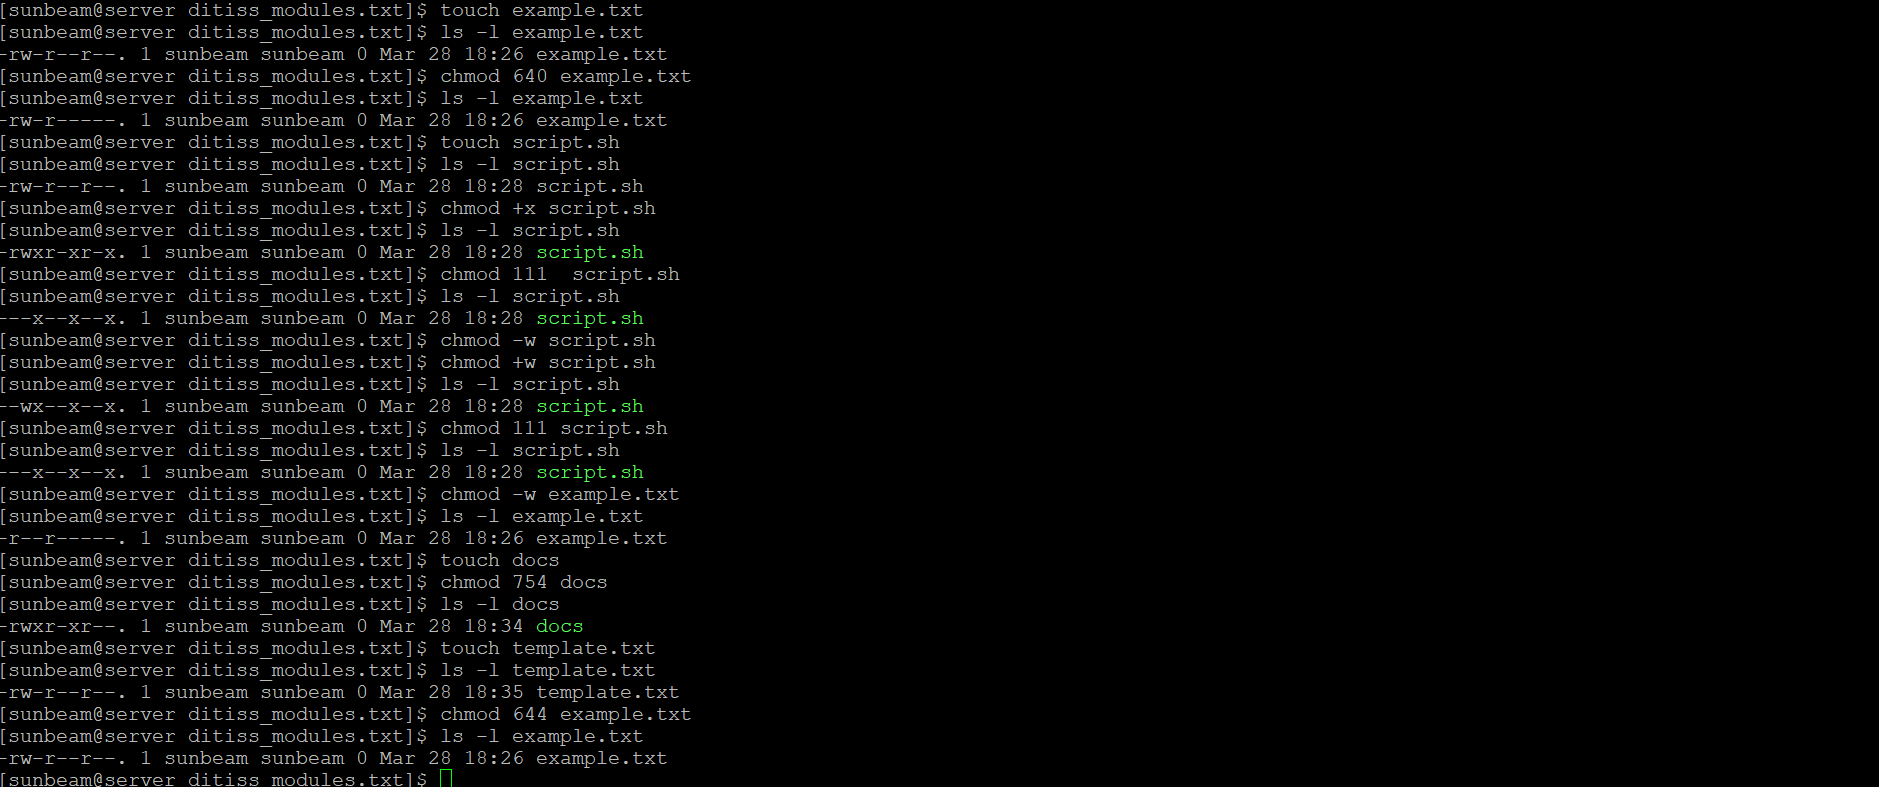 [sunbeam@server ditiss_modules.txt]$ touch example.txt
[sunbeam@server ditiss_modules.txt]$ ls -l example.txt
-rw-r--r--. 1 sunbeam sunbeam 0 Mar 28 18:26 example.txt
[sunbeam@server ditiss_modules.txt]$ chmod 640 example.txt
[sunbeam@server ditiss_modules.txt]$ ls -l example.txt
-rw-r-----. 1 sunbeam sunbeam 0 Mar 28 18:26 example.txt
[sunbeam@server ditiss_modules.txt]$ touch script.sh
[sunbeam@server ditiss_modules.txt]$ ls -l script.sh
-rw-r--r--. 1 sunbeam sunbeam 0 Mar 28 18:28 script.sh
[sunbeam@server ditiss_modules.txt]$ chmod +x script.sh
[sunbeam@server ditiss_modules.txt]$ ls -l script.sh
-rwxr-xr-x. 1 sunbeam sunbeam 0 Mar 28 18:28 script.sh
[sunbeam@server ditiss_modules.txt]$ chmod 111  script.sh
[sunbeam@server ditiss_modules.txt]$ ls -l script.sh
---x--x--x. 1 sunbeam sunbeam 0 Mar 28 18:28 script.sh
[sunbeam@server ditiss_modules.txt]$ chmod -w script.sh
[sunbeam@server ditiss_modules.txt]$ chmod +w script.sh
[sunbeam@server ditiss_modules.txt]$ ls -l script.sh
--wx--x--x. 1 sunbeam sunbeam 0 Mar 28 18:28 script.sh
[sunbeam@server ditiss_modules.txt]$ chmod 111 script.sh
[sunbeam@server ditiss_modules.txt]$ ls -l script.sh
---x--x--x. 1 sunbeam sunbeam 0 Mar 28 18:28 script.sh
[sunbeam@server ditiss_modules.txt]$ chmod -w example.txt
[sunbeam@server ditiss_modules.txt]$ ls -l example.txt
-r--r-----. 1 sunbeam sunbeam 0 Mar 28 18:26 example.txt
[sunbeam@server ditiss_modules.txt]$ touch docs
[sunbeam@server ditiss_modules.txt]$ chmod 754 docs
[sunbeam@server ditiss_modules.txt]$ ls -l docs
-rwxr-xr--. 1 sunbeam sunbeam 0 Mar 28 18:34 docs
[sunbeam@server ditiss_modules.txt]$ touch template.txt
[sunbeam@server ditiss_modules.txt]$ ls -l template.txt
-rw-r--r--. 1 sunbeam sunbeam 0 Mar 28 18:35 template.txt
[sunbeam@server ditiss_modules.txt]$ chmod 644 example.txt
[sunbeam@server ditiss_modules.txt]$ ls -l example.txt
-rw-r--r--. 1 sunbeam sunbeam 0 Mar 28 18:26 example.txt
[sunbeam@server ditiss_modules.txt]$